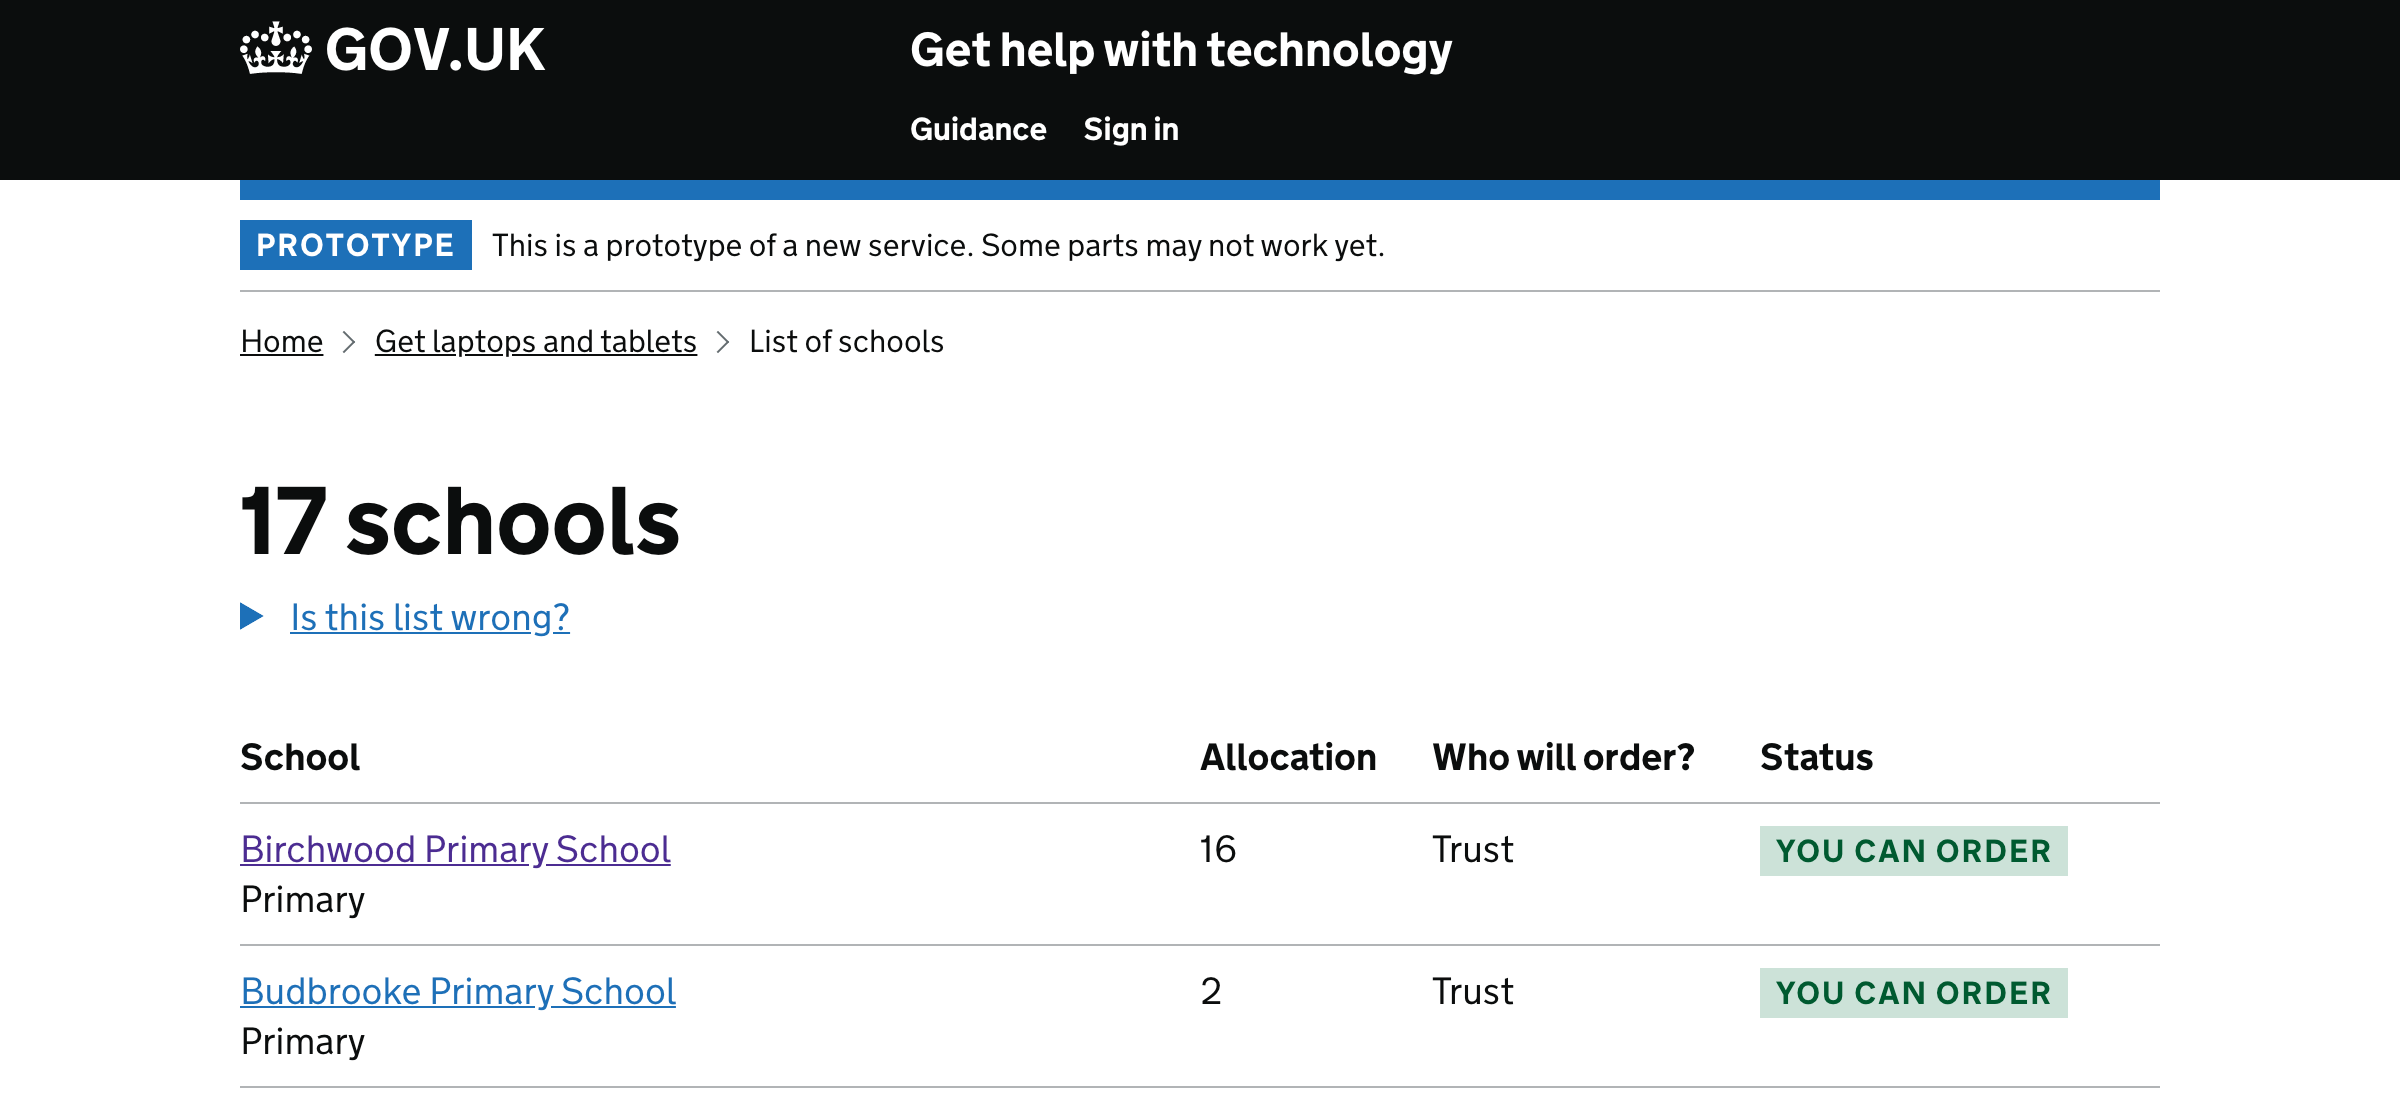 GOV.UK
Get help with technology
Guidance Sign in
PROTOTYPE This is a prototype of a new service. Some parts may not work yet.
Home Get laptops and tablets List of schools
17 schools
Is this list wrong?
School Allocation Who will order? Status
Birchwood Primary School 16 Trust YOU CAN ORDER
Primary
Budbrooke Primary School 2 Trust YOU CAN ORDER
Primary